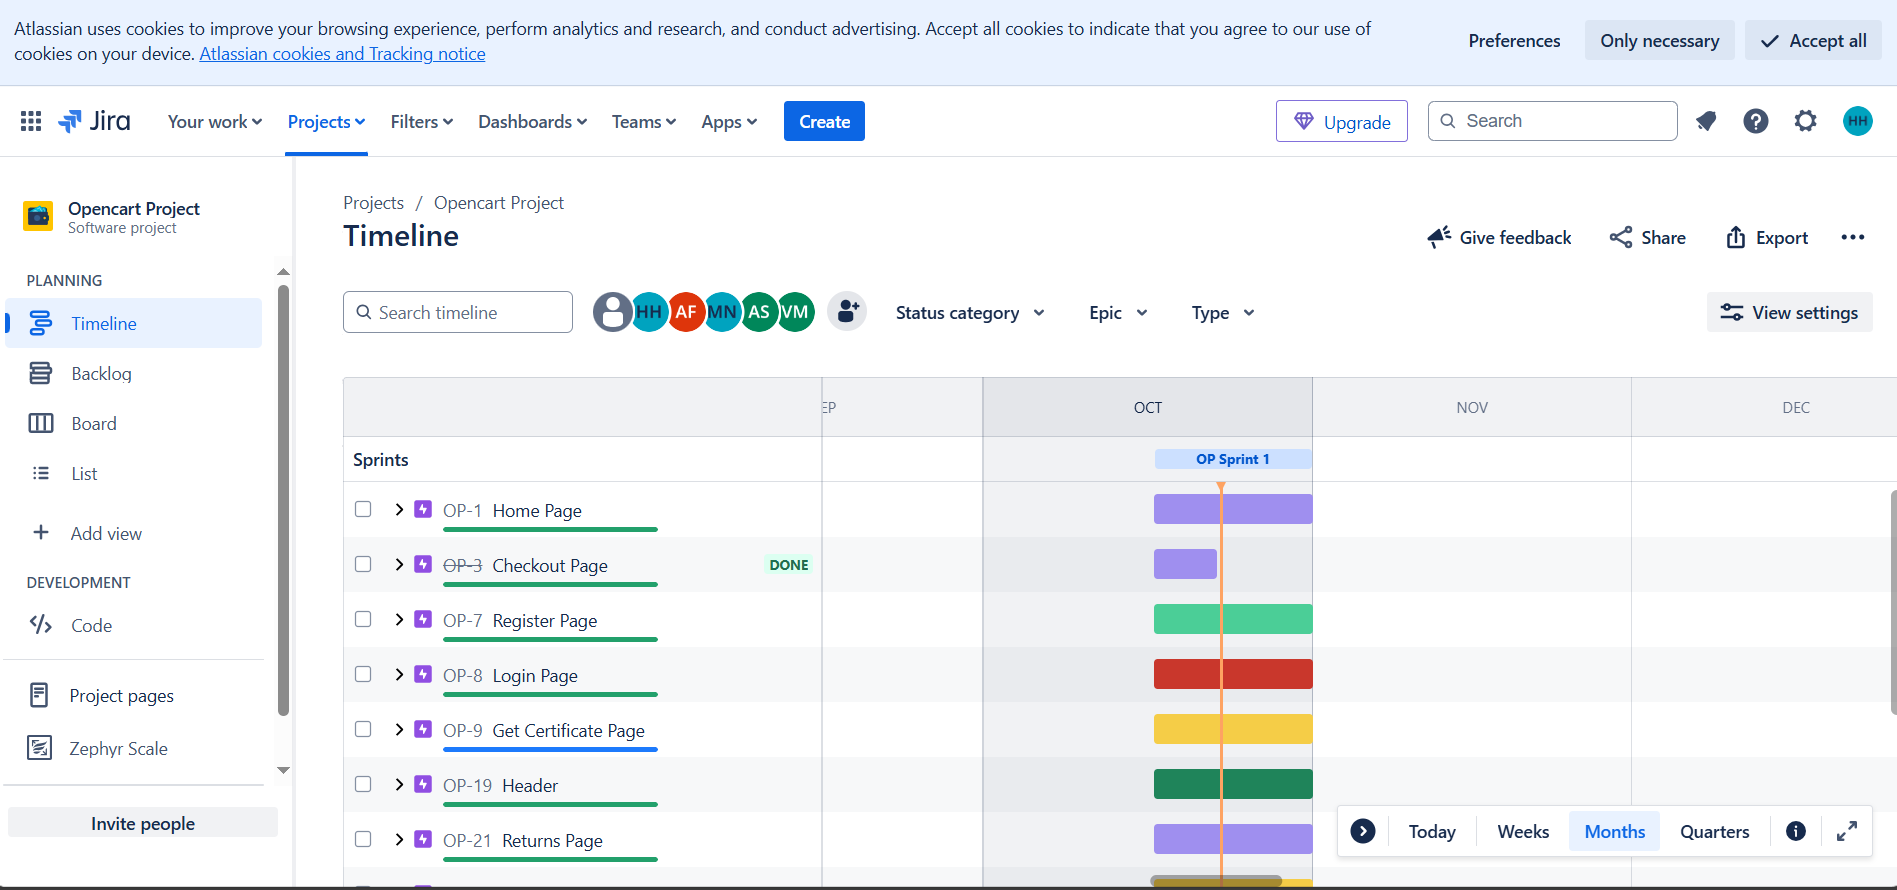 Atlassian uses cookies to improve your browsing experience, perform analytics and research, and conduct advertising. Accept all cookies to indicate that you agree to our use of
cookies on your device. Atlassian cookies and Tracking notice
Preferences
Only necessary
Accept all
Jira
Your work
Projects
Filters
Dashboards
Teams
Apps
Create
Upgrade
Search
HH
Opencart Project
Software project
PLANNING
Timeline
Backlog
Board
List
Add view
DEVELOPMENT
Code
Project pages
Zephyr Scale
Invite people
Projects / Opencart Project
Timeline
Give feedback
Share
Export
Search timeline
HH
AF
MN
AS
VM
Status category
Epic
Type
View settings
EP
OCT
NOV
DEC
Sprints
OP Sprint 1
OP-1 Home Page
OP-3 Checkout Page
DONE
OP-7 Register Page
OP-8 Login Page
OP-9 Get Certificate Page
OP-19 Header
OP-21 Returns Page
Today
Weeks
Months
Quarters